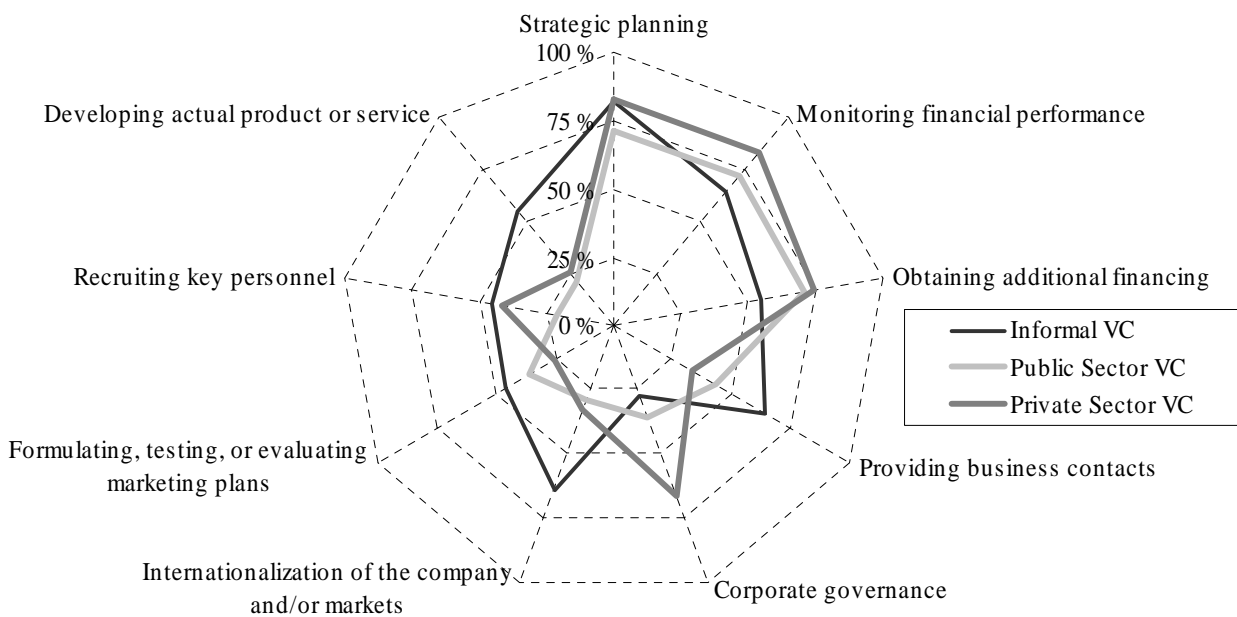 Strategic planning
100 %
Developing actual product or service
Monitoring financial performance
75 %
50 %
25 %
Recruiting key personnel
Obtaining additional financing
0 %
Informal VC
Public Sector VC
Private Sector VC
Formulating, testing, or evaluating
marketing plans
Providing business contacts
Internationalization of the company
and/or markets
Corporate governance